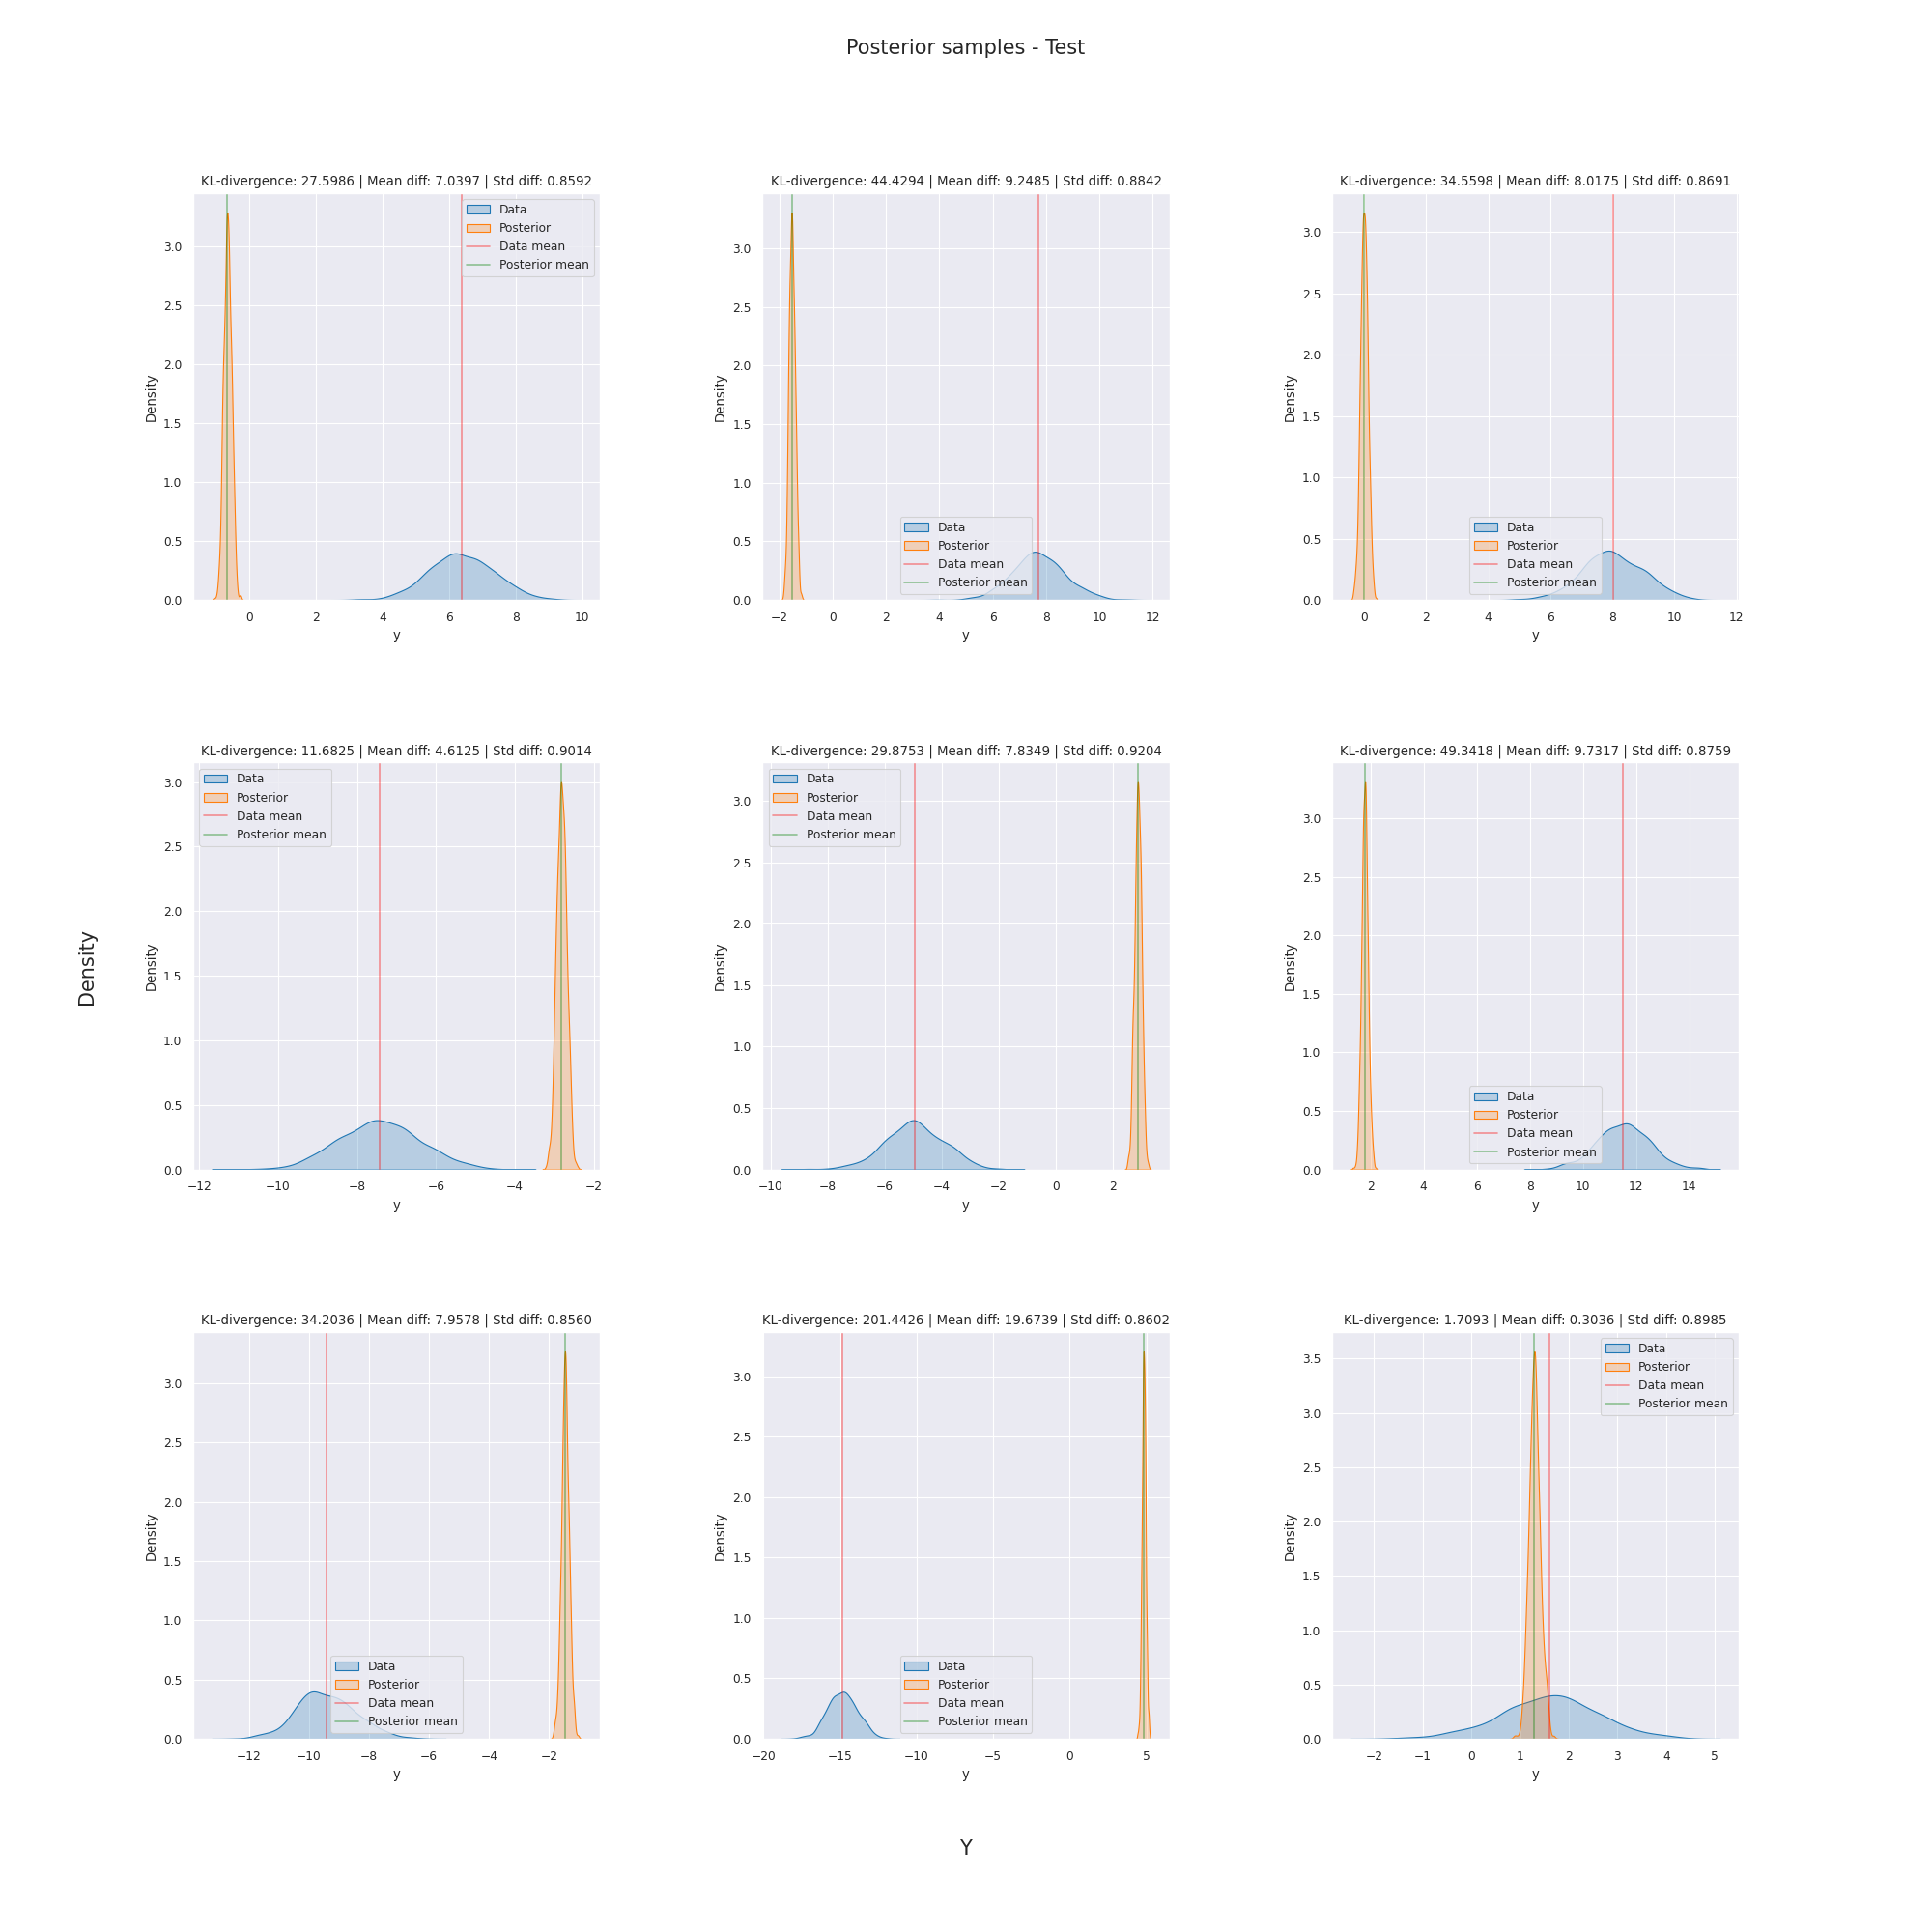 Posterior samples - Test
KL-divergence: 27.5986 | Mean diff: 7.0397 | Std diff: 0.8592
Data
Posterior
Data mean
Posterior mean
3.0
2.5
2.0
1.5
1.0
0.5
0.0
Density
0 2 4 6 8 10
y
KL-divergence: 44.4294 | Mean diff: 9.2485 | Std diff: 0.8842
3.0
2.5
2.0
1.5
1.0
0.5
0.0
Density
Data
Posterior
Data mean
Posterior mean
−2 0 2 4 6 8 10 12
y
KL-divergence: 34.5598 | Mean diff: 8.0175 | Std diff: 0.8691
3.0
2.5
2.0
1.5
1.0
0.5
0.0
Density
Data
Posterior
Data mean
Posterior mean
0 2 4 6 8 10 12
y
Density
KL-divergence: 11.6825 | Mean diff: 4.6125 | Std diff: 0.9014
Data
Posterior
Data mean
Posterior mean
3.0
2.5
2.0
1.5
1.0
0.5
0.0
Density
−12 −10 −8 −6 −4 −2
y
KL-divergence: 29.8753 | Mean diff: 7.8349 | Std diff: 0.9204
Data
Posterior
Data mean
Posterior mean
3.0
2.5
2.0
1.5
1.0
0.5
0.0
Density
−10 −8 −6 −4 −2 0 2
y
KL-divergence: 49.3418 | Mean diff: 9.7317 | Std diff: 0.8759
3.0
2.5
2.0
1.5
1.0
0.5
0.0
Density
Data
Posterior
Data mean
Posterior mean
2 4 6 8 10 12 14
y
KL-divergence: 34.2036 | Mean diff: 7.9578 | Std diff: 0.8560
3.0
2.5
2.0
1.5
1.0
0.5
0.0
Density
Data
Posterior
Data mean
Posterior mean
−12 −10 −8 −6 −4 −2
y
KL-divergence: 201.4426 | Mean diff: 19.6739 | Std diff: 0.8602
3.0
2.5
2.0
1.5
1.0
0.5
0.0
Density
Data
Posterior
Data mean
Posterior mean
−20 −15 −10 −5 0 5
y
KL-divergence: 1.7093 | Mean diff: 0.3036 | Std diff: 0.8985
Data
Posterior
Data mean
Posterior mean
3.5
3.0
2.5
2.0
1.5
1.0
0.5
0.0
Density
−2 −1 0 1 2 3 4 5
y
Y